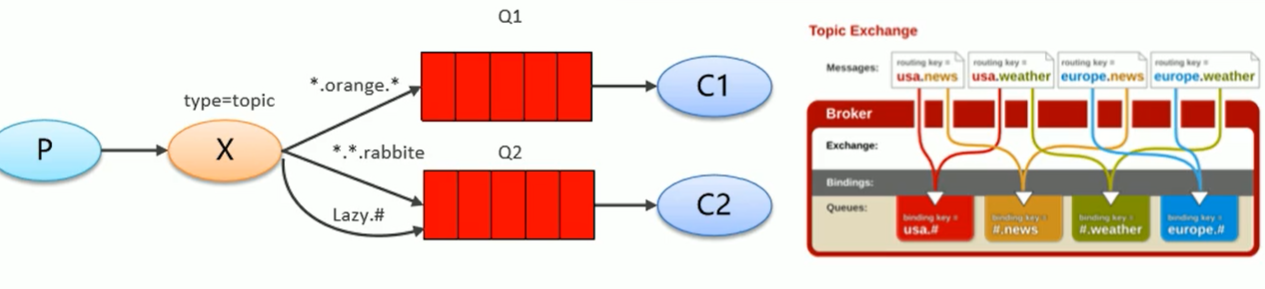 Q1
*.orange.*
type=topic
P
X
C1
*.*.rabbite
Q2
Lazy.#
C2
Topic Exchange
Messages:
routing key =
usa.news
routing key =
usa.weather
routing key =
europe.news
routing key =
europe.weather
Broker
Exchange:
Bindings:
Queues:
binding key =
usa.#
binding key =
#.news
binding key =
#.weather
binding key =
europe.#